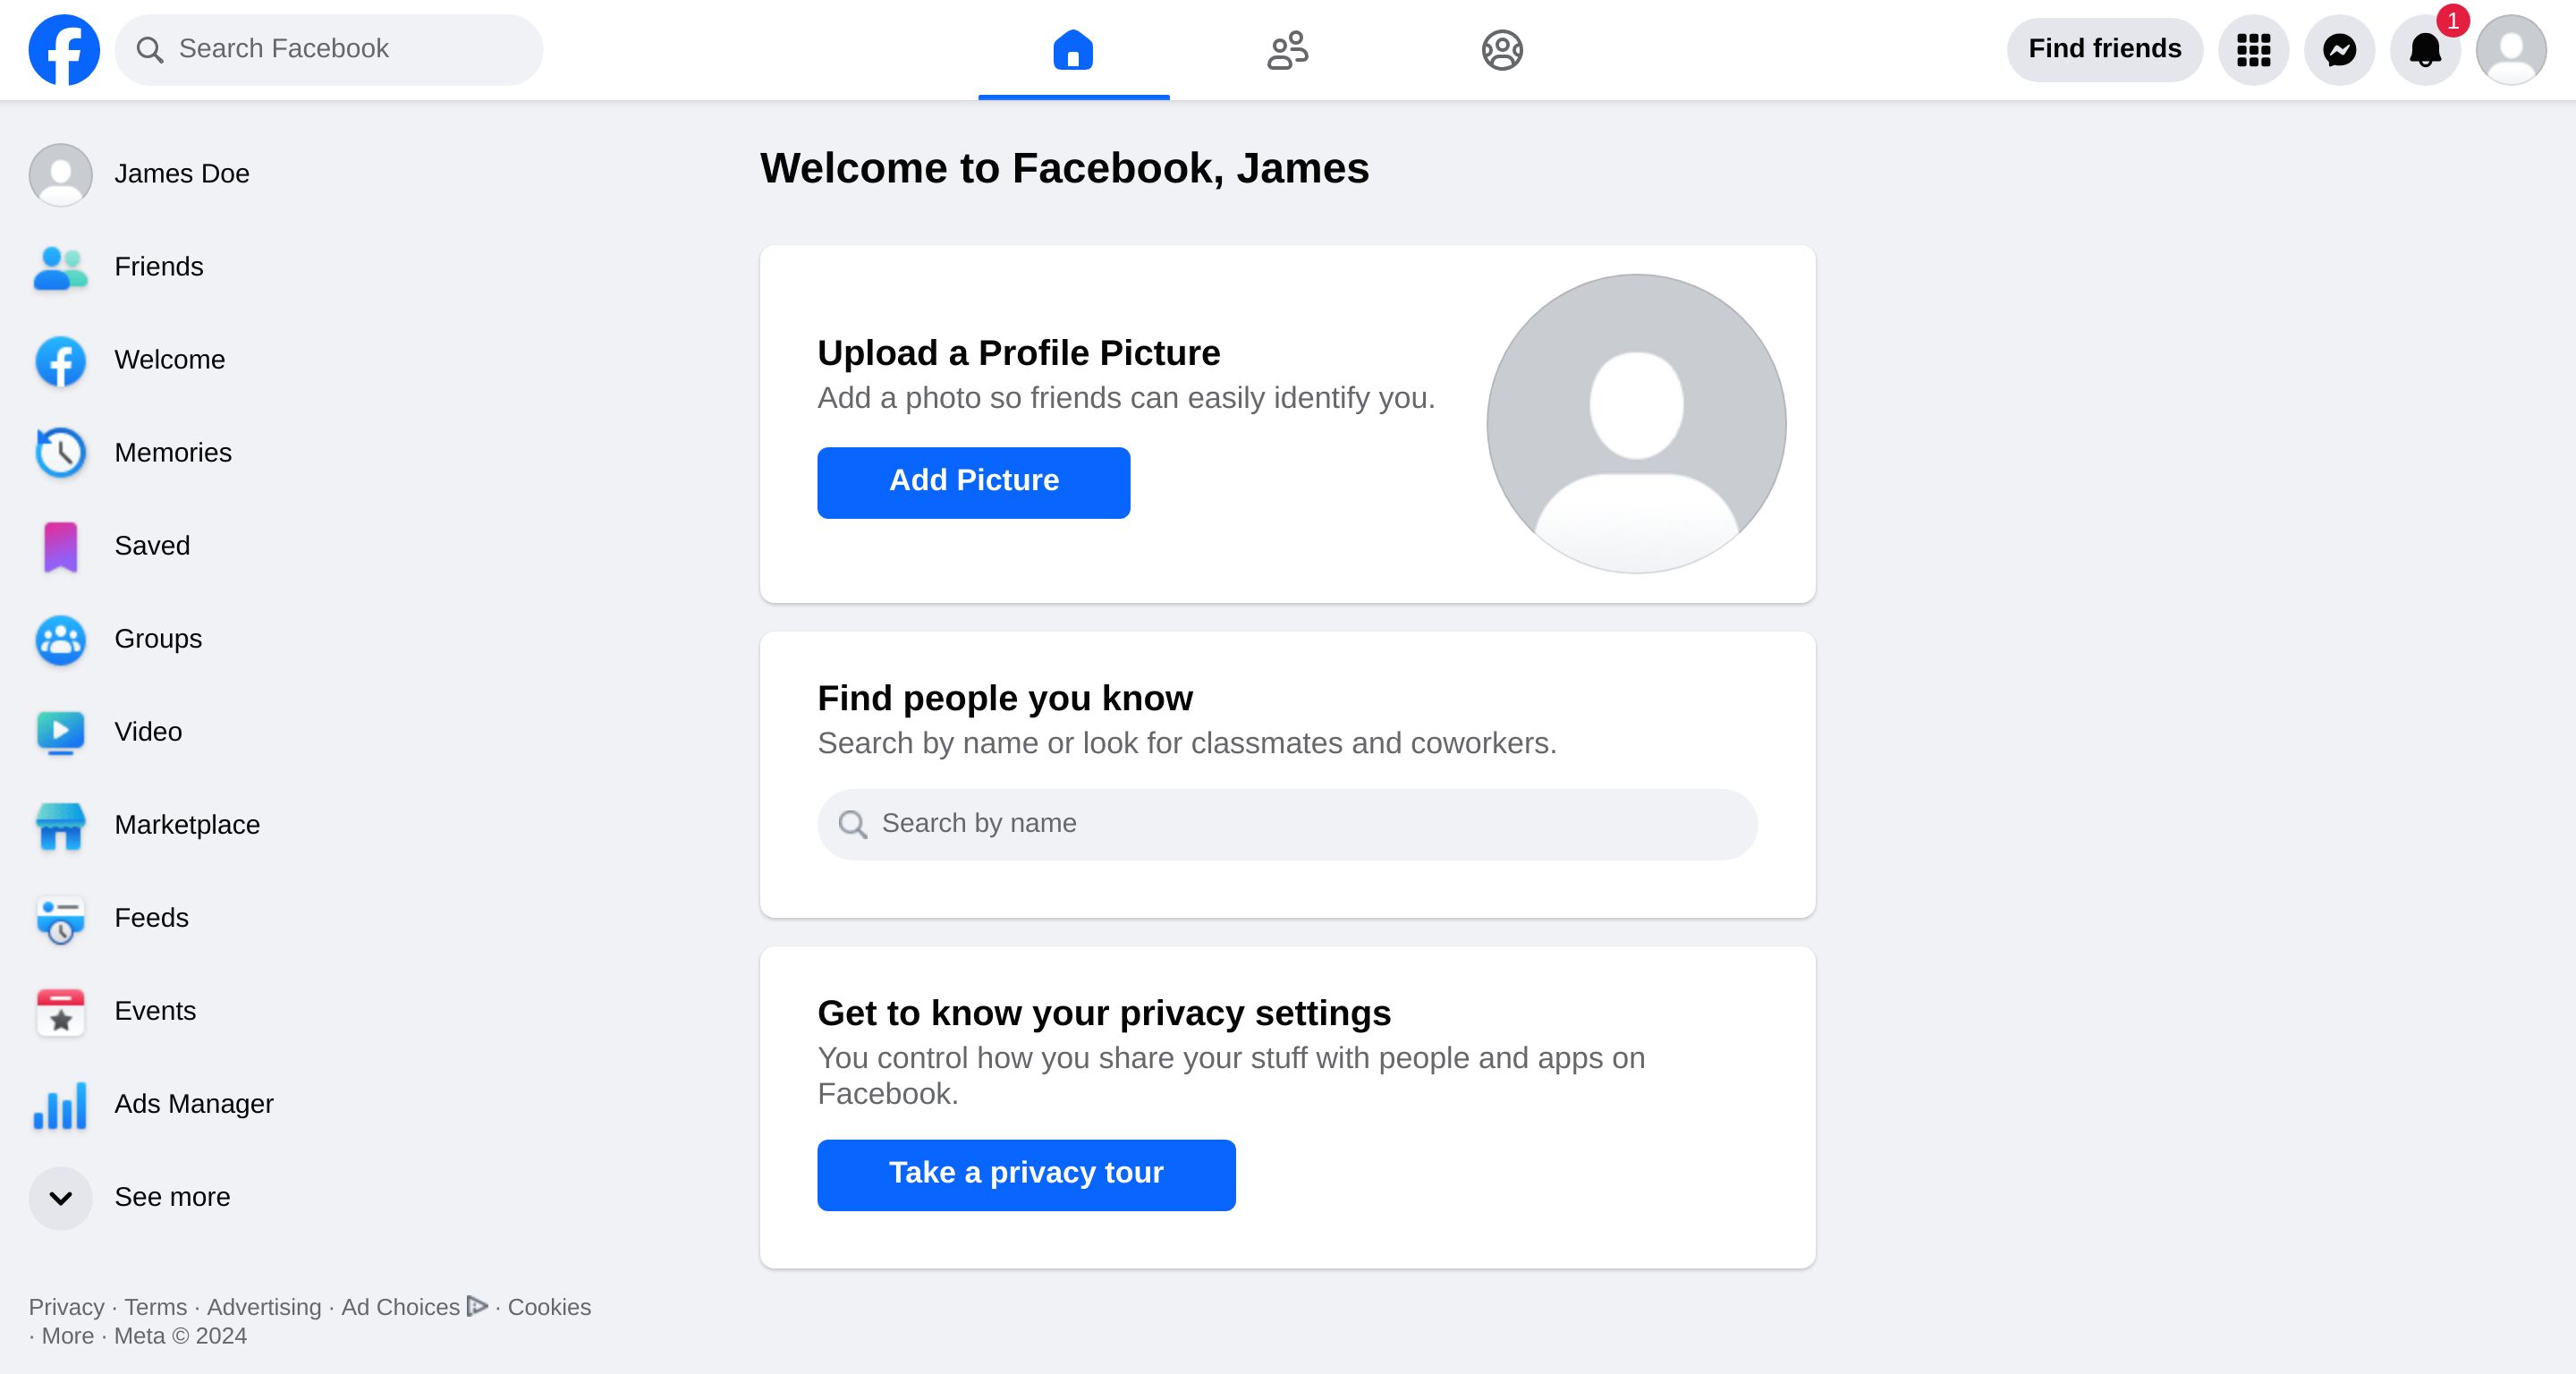 Search Facebook
Find friends
1
James Doe
Friends
Welcome
Memories
Saved
Groups
Video
Marketplace
Feeds
Events
Ads Manager
See more
Privacy · Terms · Advertising · Ad Choices · Cookies
· More · Meta © 2024
Welcome to Facebook, James
Upload a Profile Picture
Add a photo so friends can easily identify you.
Add Picture
Find people you know
Search by name or look for classmates and coworkers.
Search by name
Get to know your privacy settings
You control how you share your stuff with people and apps on
Facebook.
Take a privacy tour